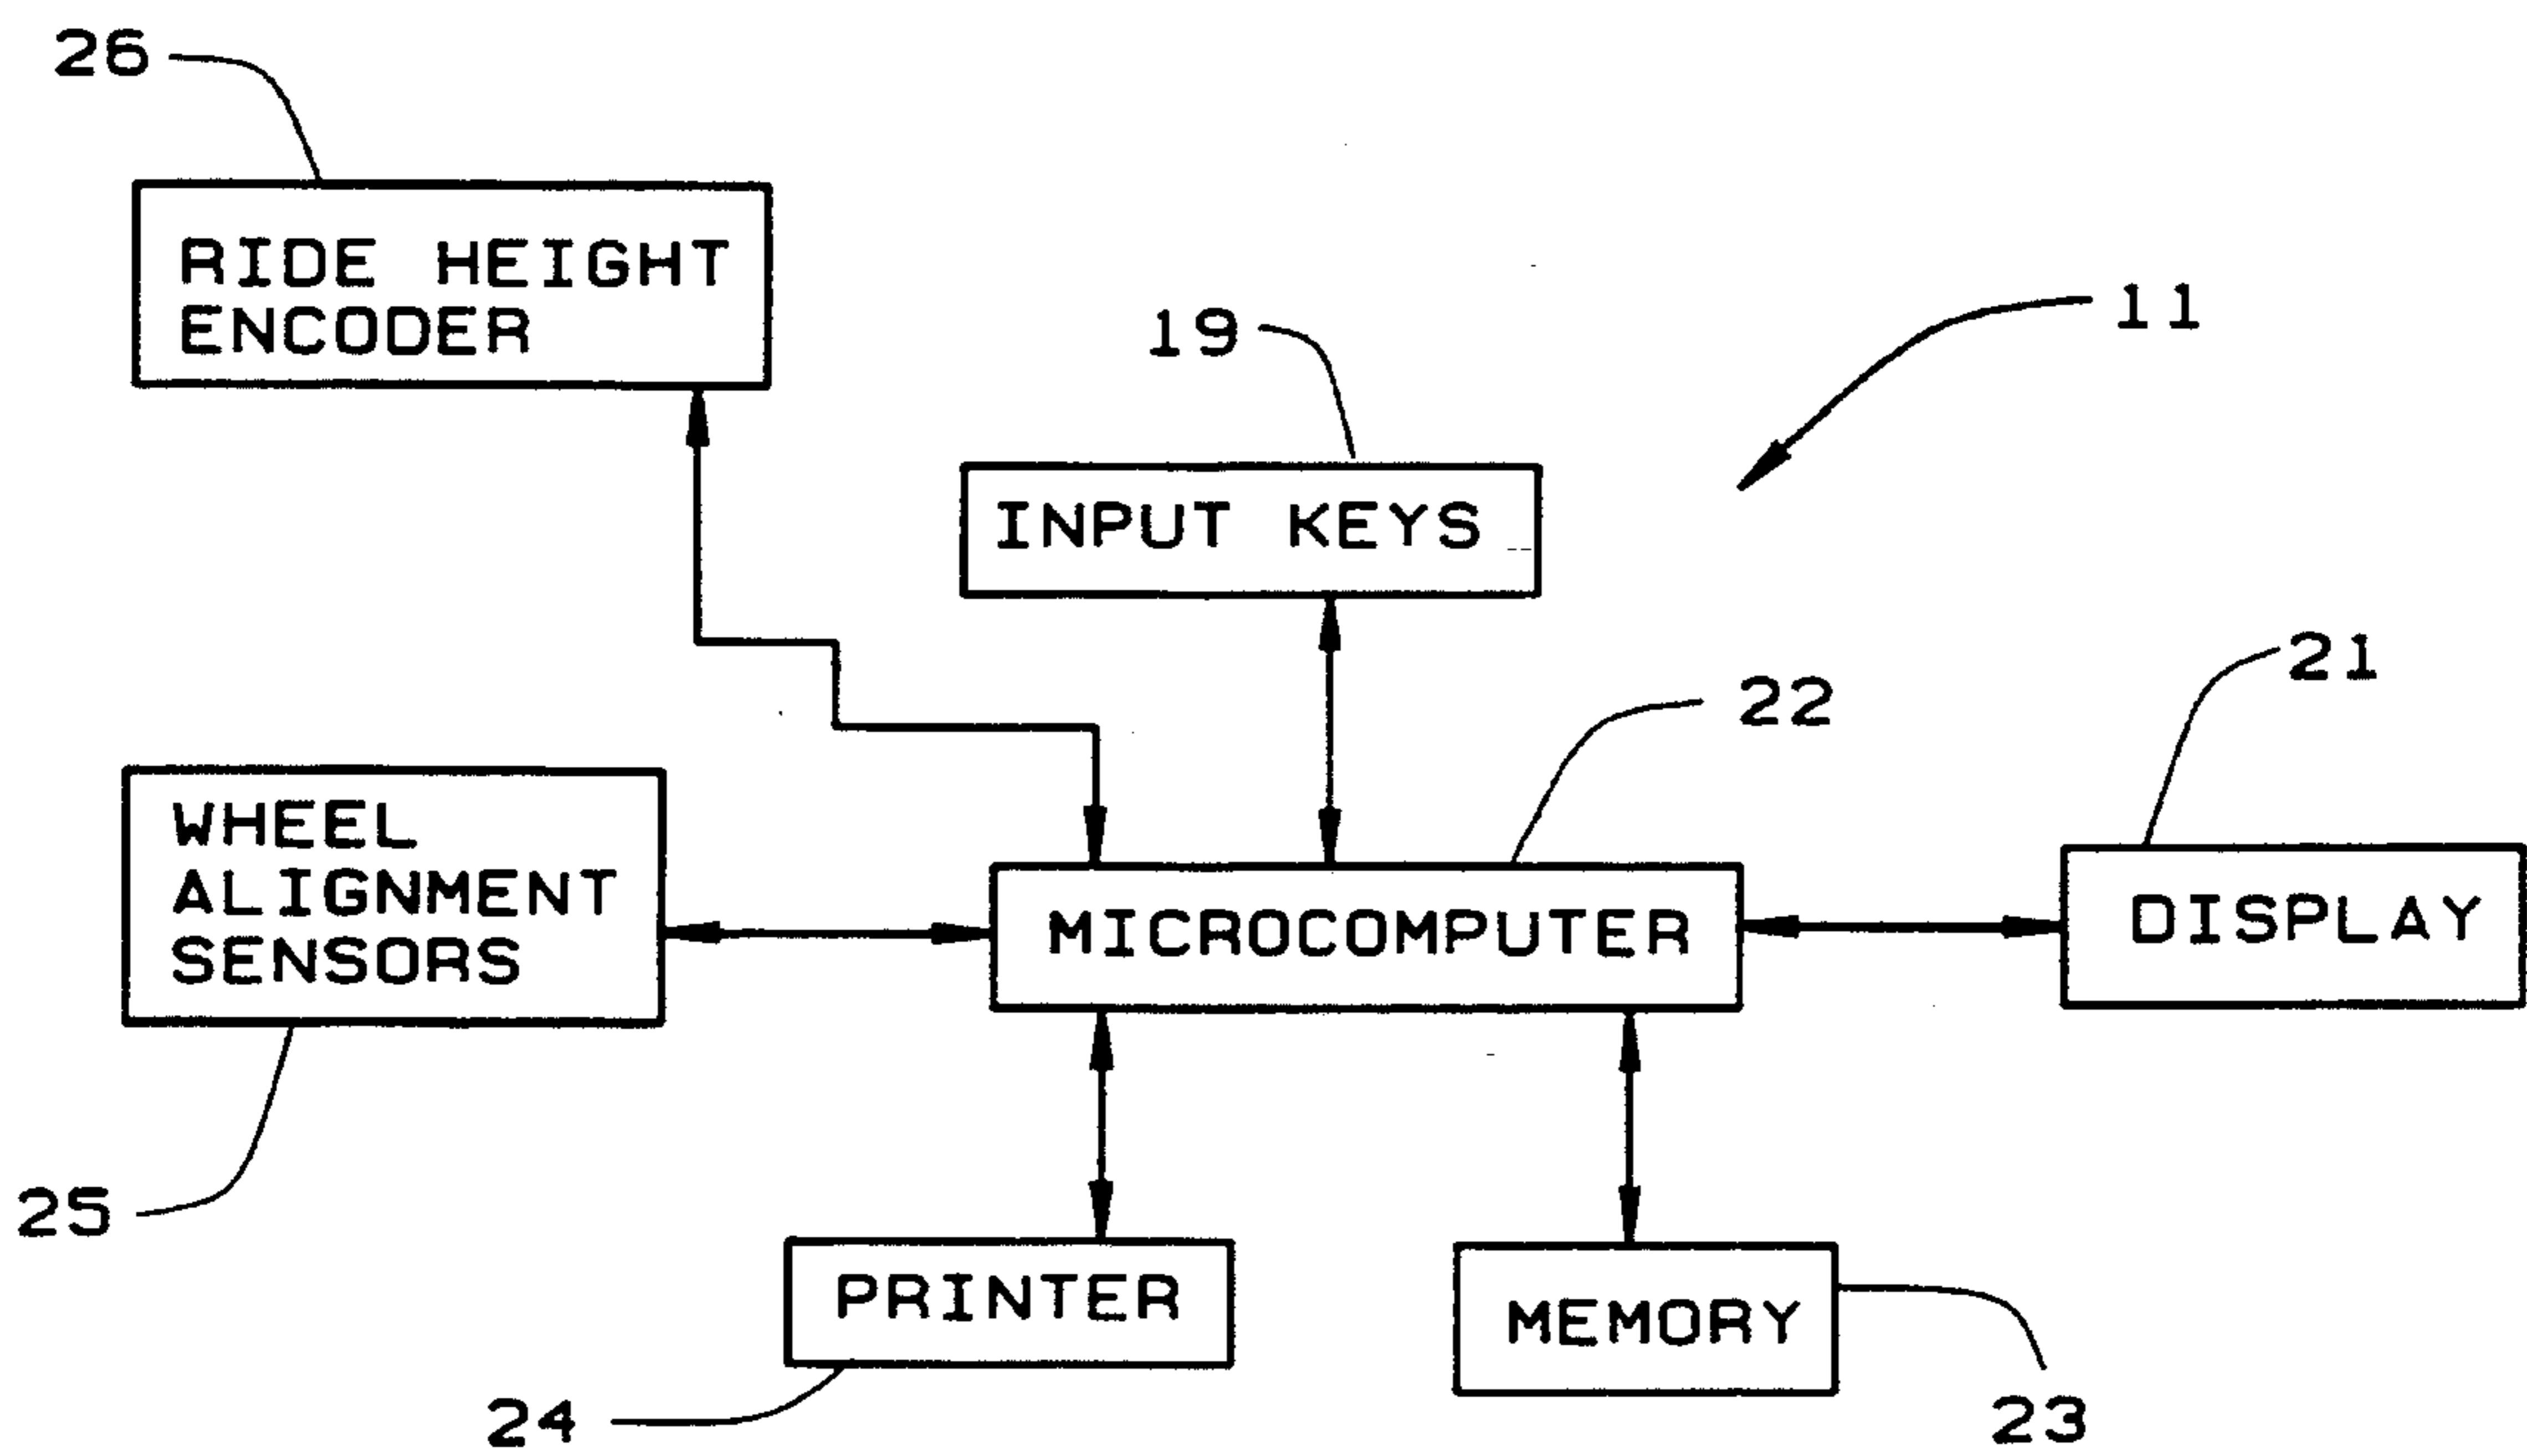 26
RIDE HEIGHT
ENCODER
11
19
INPUT KEYS
21
22
WHEEL
ALIGNMENT
SENSORS
MICROCOMPUTER
DISPLAY
25
PRINTER
MEMORY
24
23